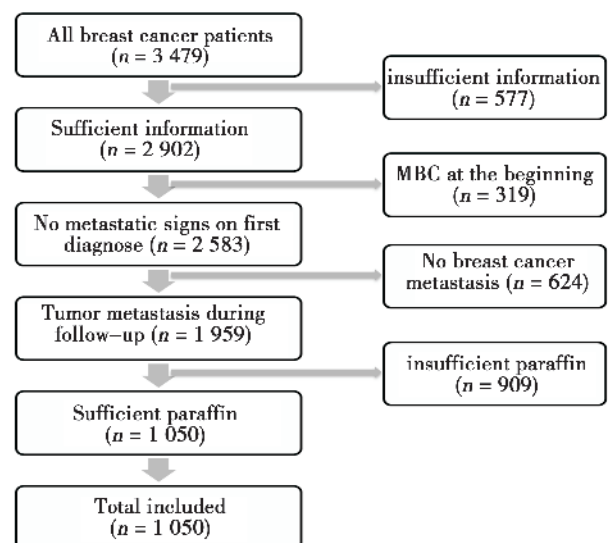 All breast cancer patients
(n = 3 479)
insufficient information
(n = 577)
Sufficient information
(n = 2 902)
MBC at the beginning
(n = 319)
No metastatic signs on first
diagnose (n = 2 583)
No breast cancer
metastasis (n = 624)
Tumor metastasis during
follow-up (n = 1 959)
insufficient paraffin
(n = 909)
Sufficient paraffin
(n = 1 050)
Total included
(n = 1 050)